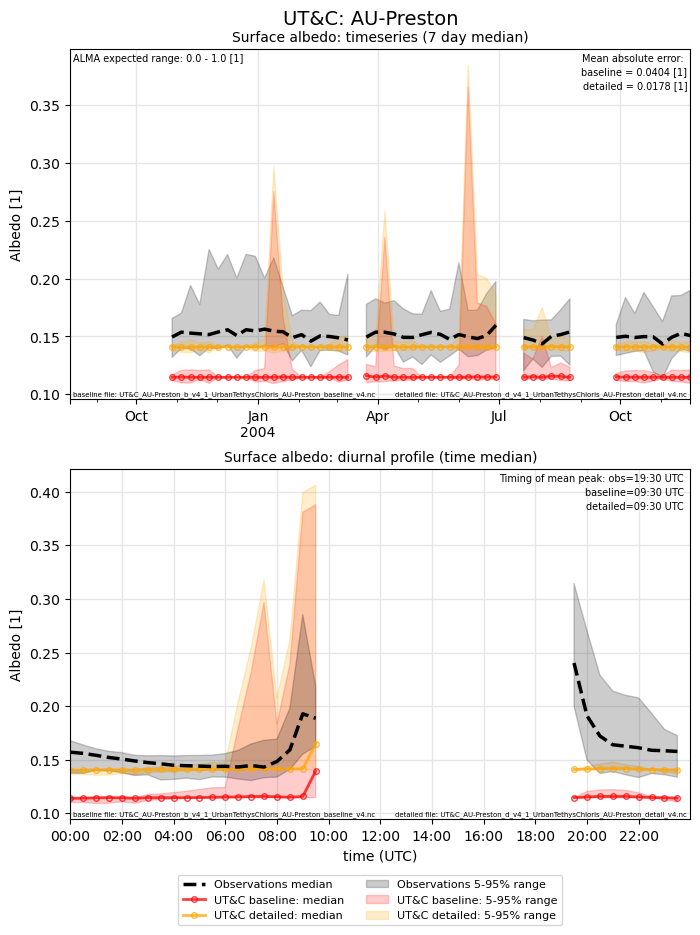 UT&C: AU-Preston
Surface albedo: timeseries (7 day median)
ALMA expected range: 0.0 - 1.0 [1]
Mean absolute error:
baseline = 0.0404 [1]
detailed = 0.0178 [1]
0.35
0.30
0.25
0.20
0.15
0.10
Albedo [1]
baseline file: UT&C_AU-Preston_b_v4_1_UrbanTethysChloris_AU-Preston_baseline_v4.nc
detailed file: UT&C_AU-Preston_d_v4_1_UrbanTethysChloris_AU-Preston_detail_v4.nc
Oct
Jan
2004
Apr
Jul
Oct
Surface albedo: diurnal profile (time median)
Timing of mean peak: obs=19:30 UTC
baseline=09:30 UTC
detailed=09:30 UTC
0.40
0.35
0.30
0.25
0.20
0.15
0.10
Albedo [1]
baseline file: UT&C_AU-Preston_b_v4_1_UrbanTethysChloris_AU-Preston_baseline_v4.nc
detailed file: UT&C_AU-Preston_d_v4_1_UrbanTethysChloris_AU-Preston_detail_v4.nc
00:00 02:00 04:00 06:00 08:00 10:00 12:00 14:00 16:00 18:00 20:00 22:00
time (UTC)
Observations median
UT&C baseline: median
UT&C detailed: median
Observations 5-95% range
UT&C baseline: 5-95% range
UT&C detailed: 5-95% range